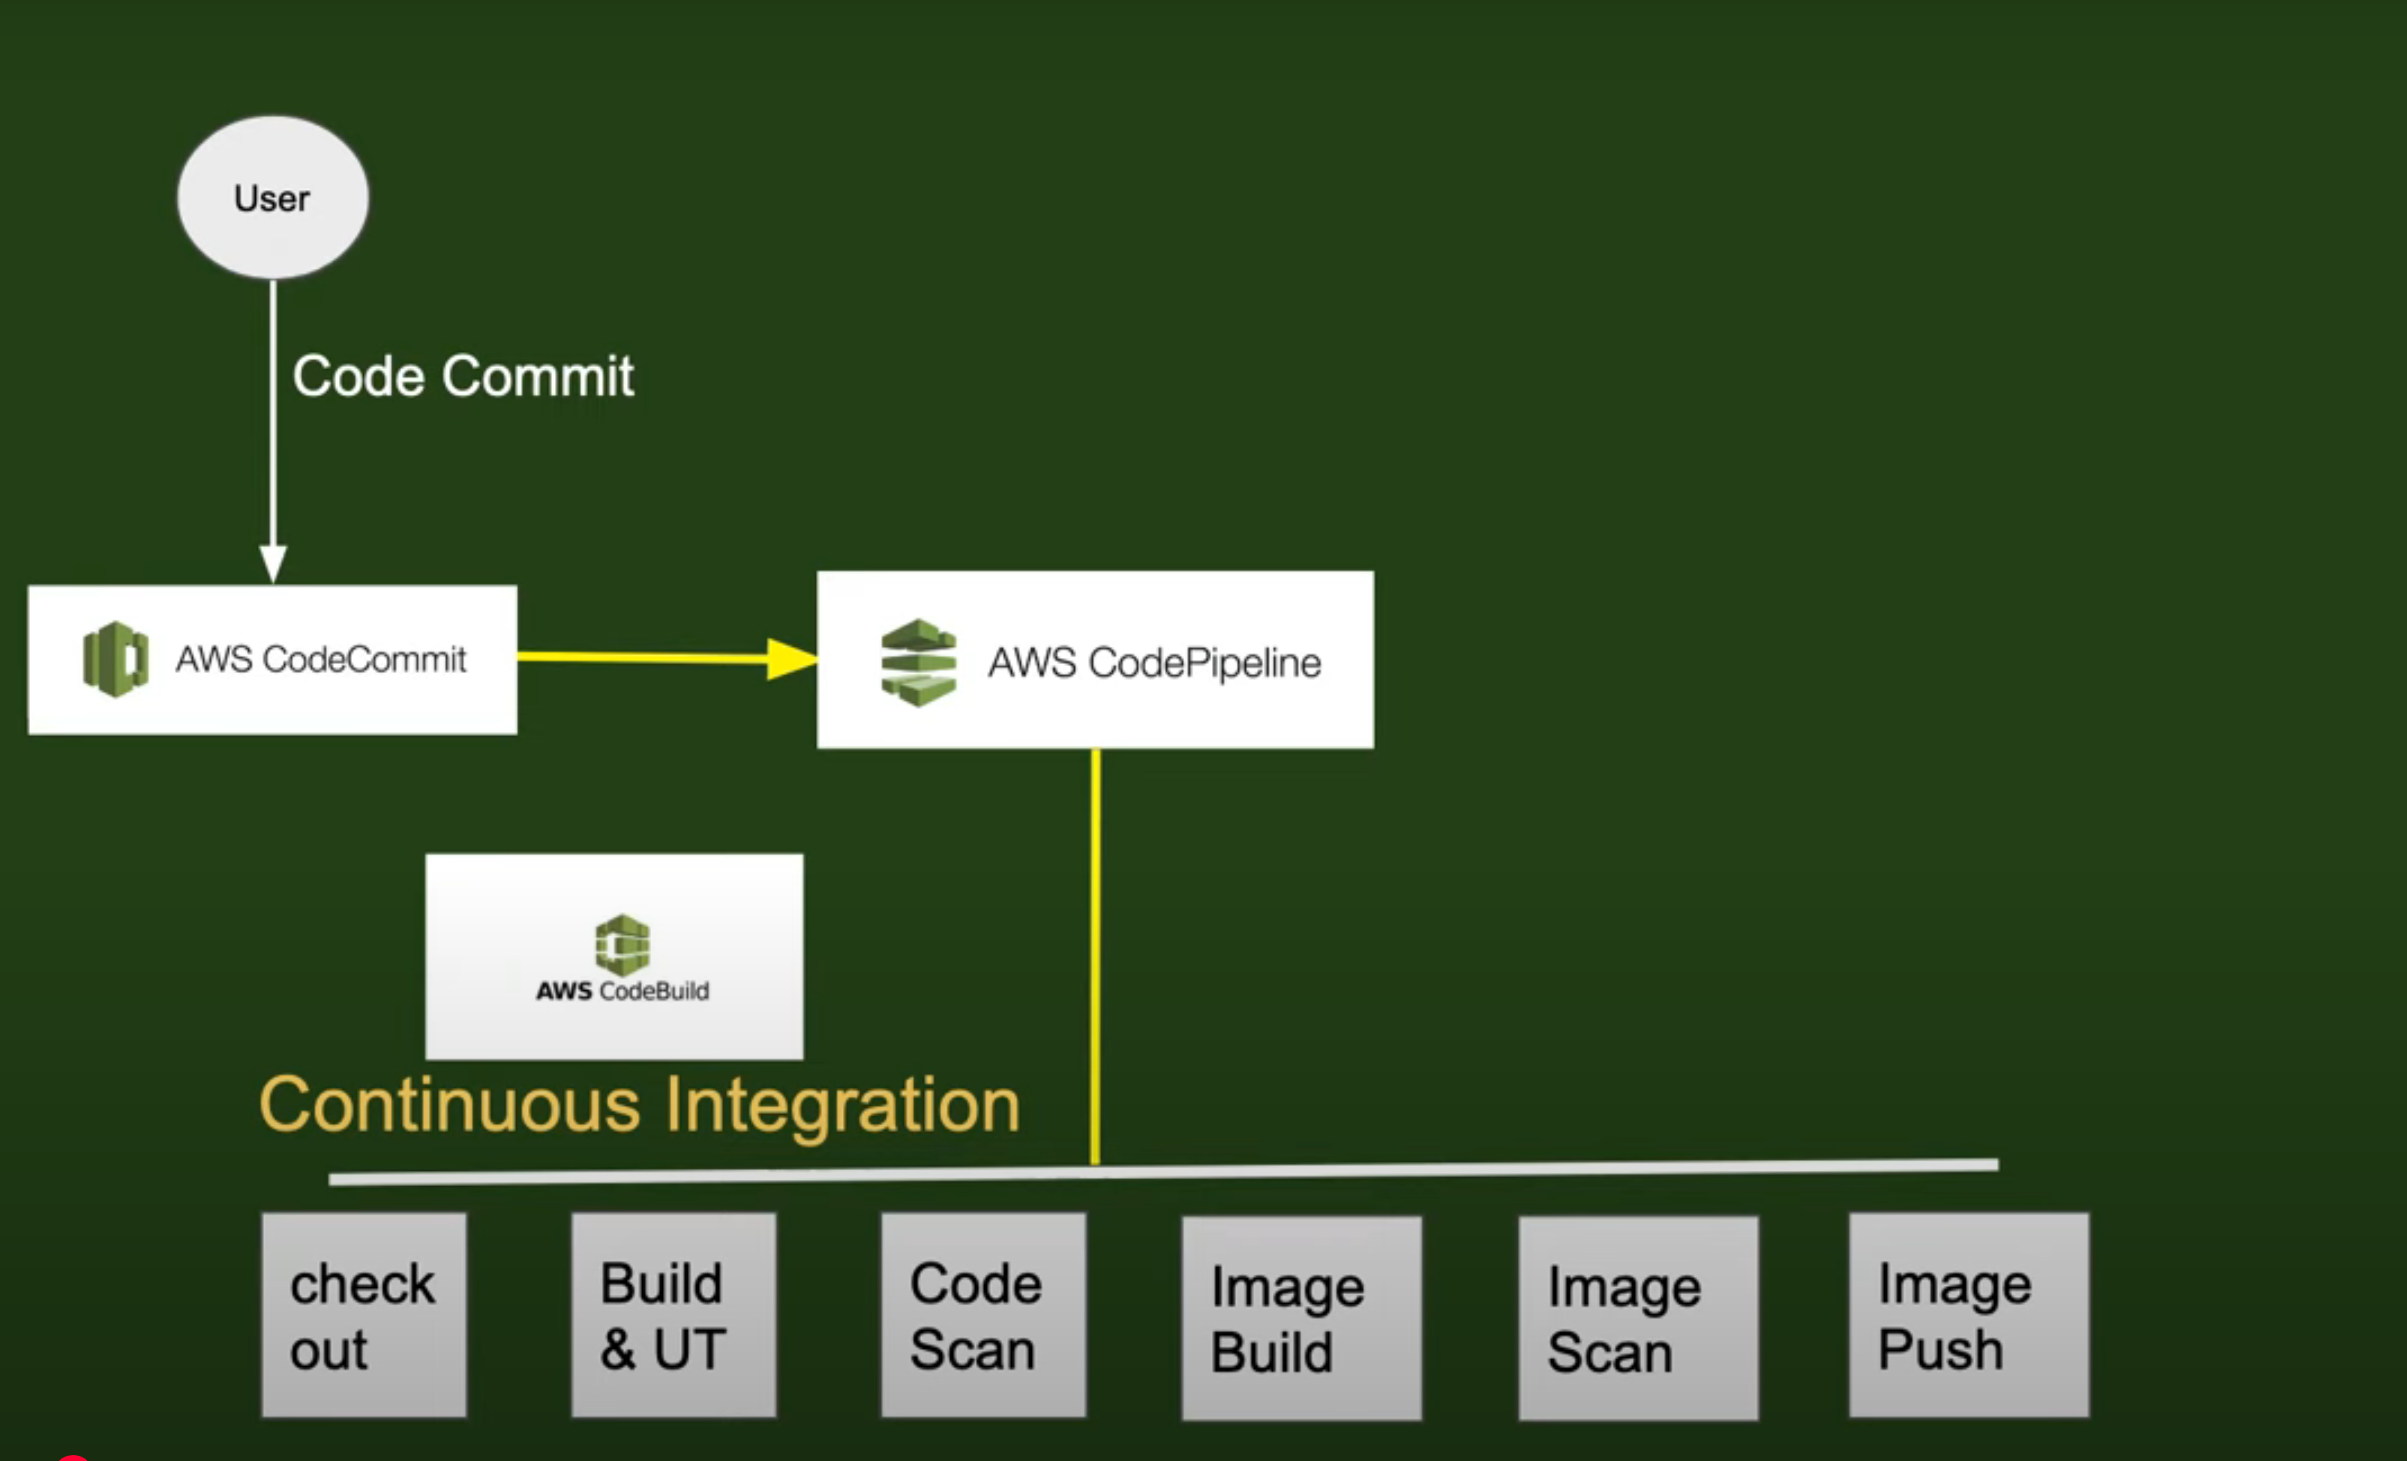 User
Code Commit
AWS CodeCommit
AWS CodePipeline
AWS CodeBuild
Continuous Integration
check
out
Build
& UT
Code
Scan
Image
Build
Image
Scan
Image
Push